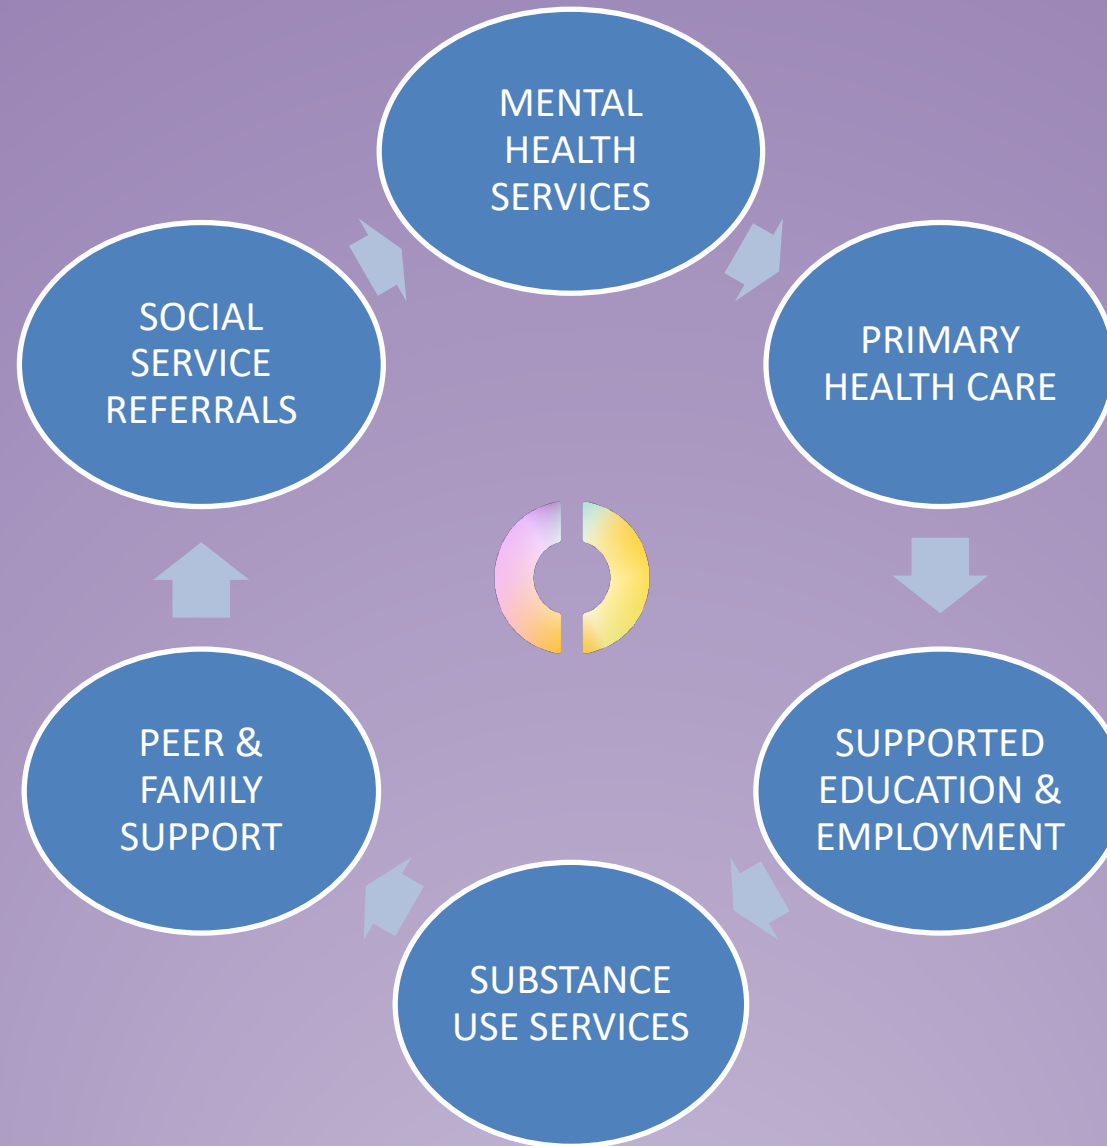 MENTAL
HEALTH
SERVICES
PRIMARY
HEALTH CARE
SUPPORTED
EDUCATION &
EMPLOYMENT
SUBSTANCE
USE SERVICES
PEER &
FAMILY
SUPPORT
SOCIAL
SERVICE
REFERRALS